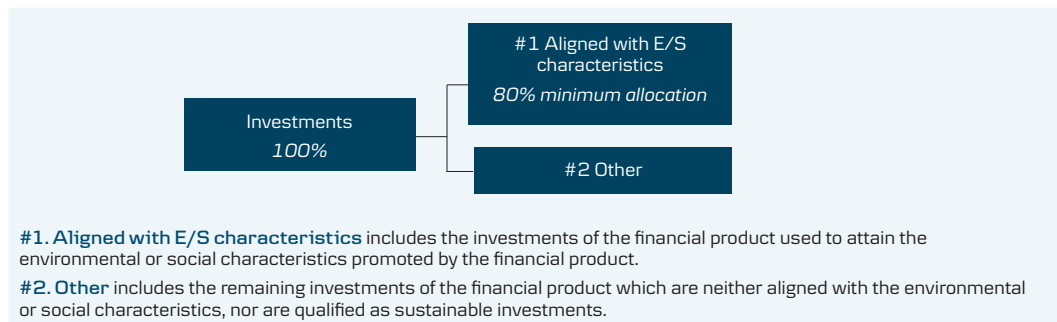 #1 Aligned with E/S
characteristics
80% minimum allocation
Investments
100%
#2 Other
#1. Aligned with E/S characteristics includes the investments of the financial product used to attain the
environmental or social characteristics promoted by the financial product.
#2. Other includes the remaining investments of the financial product which are neither aligned with the environmental
or social characteristics, nor are qualified as sustainable investments.